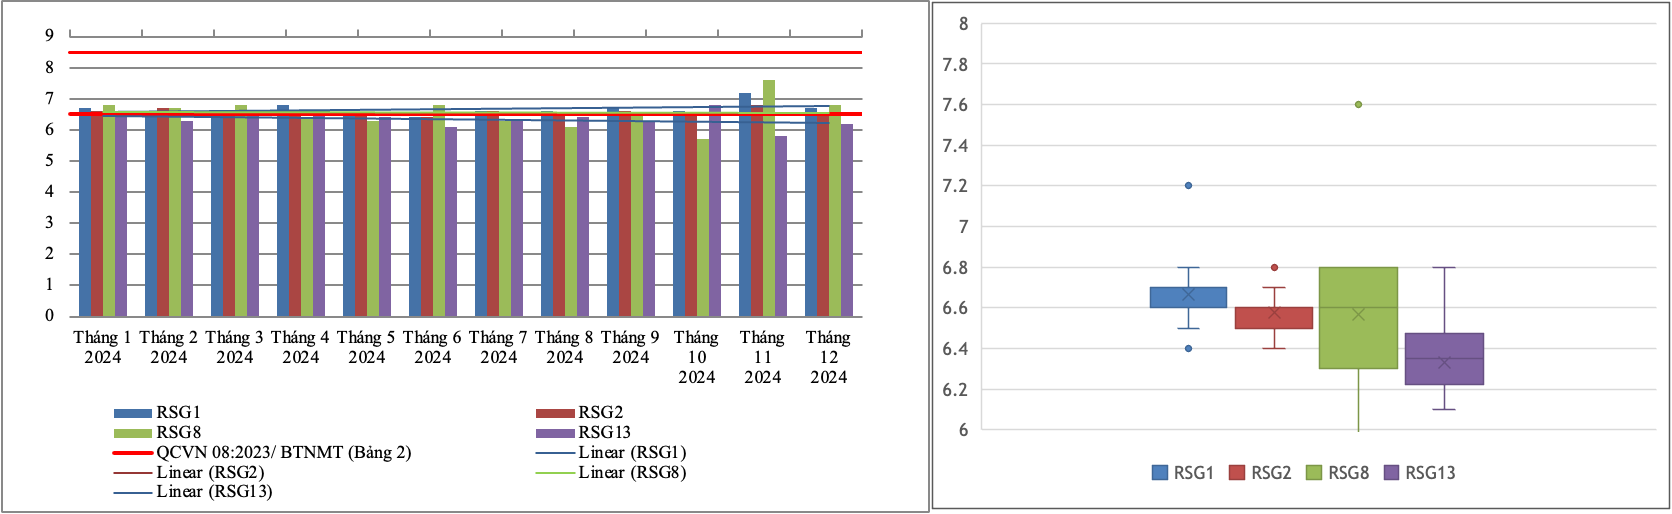 9
8
7
6
5
4
3
2
1
0
Tháng 1 2024
Tháng 2 2024
Tháng 3 2024
Tháng 4 2024
Tháng 5 2024
Tháng 6 2024
Tháng 7 2024
Tháng 8 2024
Tháng 9 2024
Tháng 10 2024
Tháng 11 2024
Tháng 12 2024
RSG1
RSG2
RSG8
RSG13
QCVN 08:2023/ BTNMT (Bảng 2)
Linear (RSG1)
Linear (RSG2)
Linear (RSG8)
Linear (RSG13)
8
7.8
7.6
7.4
7.2
7
6.8
6.6
6.4
6.2
6
RSG1 RSG2 RSG8 RSG13